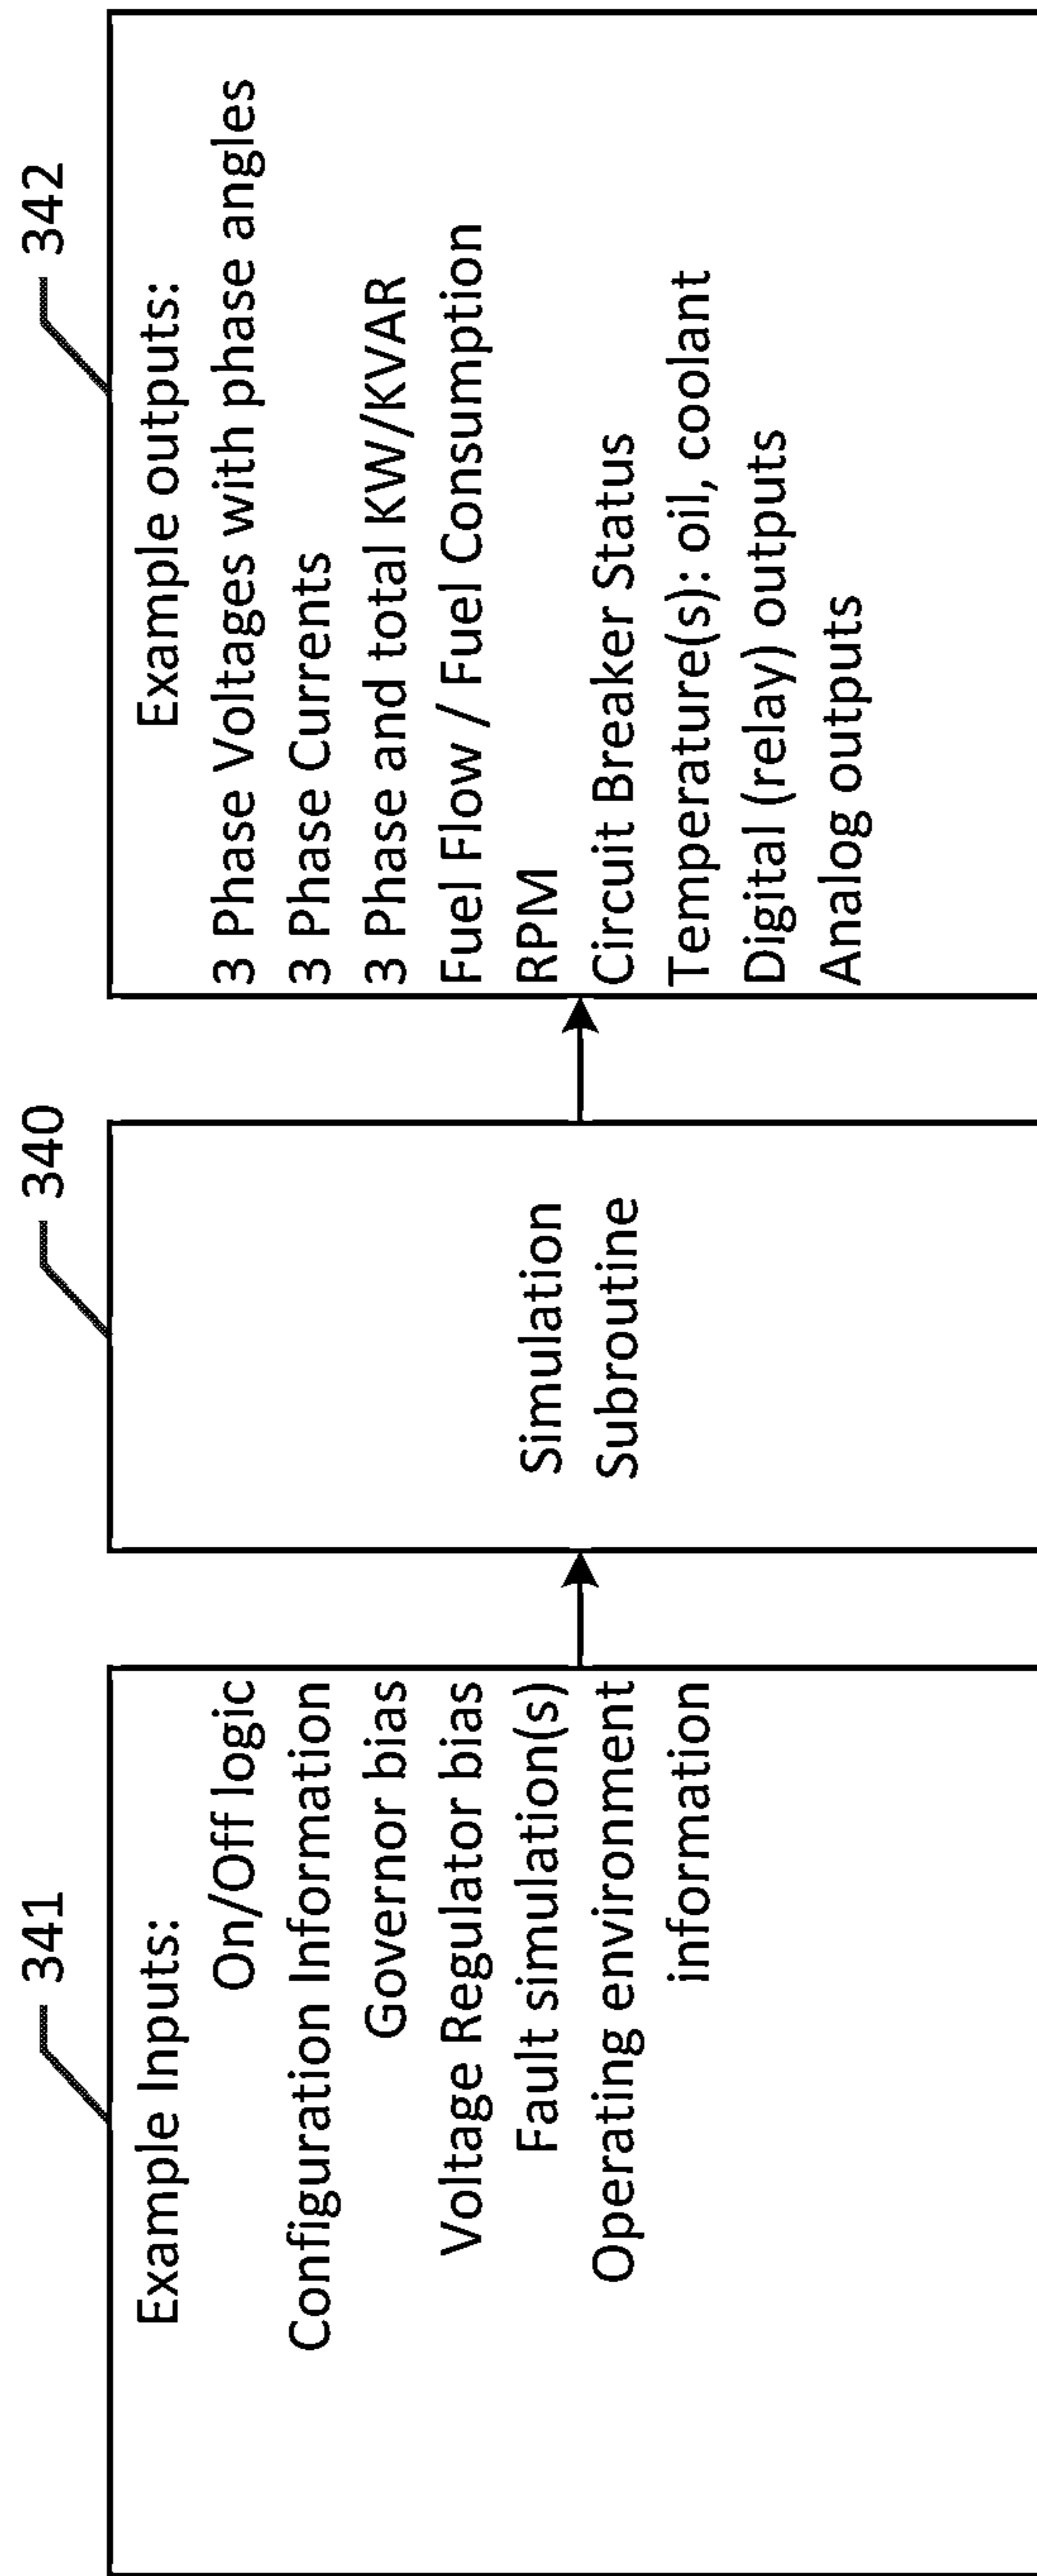 341
Example Inputs:
On/Off logic
Configuration Information
Governor bias
Voltage Regulator bias
Fault simulation(s)
Operating environment
information
340
Simulation
Subroutine
342
Example outputs:
3 Phase Voltages with phase angles
3 Phase Currents
3 Phase and total KW/KVAR
Fuel Flow / Fuel Consumption
RPM
Circuit Breaker Status
Temperature(s): oil, coolant
Digital (relay) outputs
Analog outputs